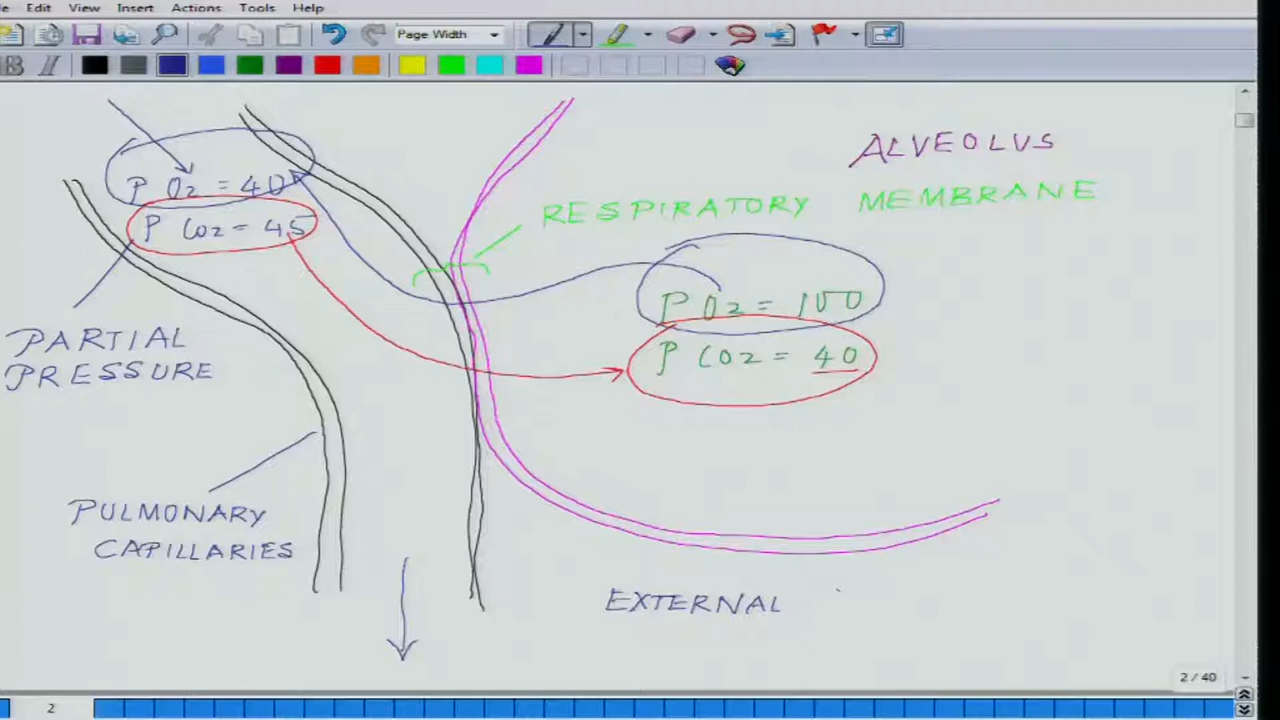 Edit View Insert Actions Tools Help
Page Width
B I
ALVEOLUS
RESPIRATORY MEMBRANE
P O2 = 40
P CO2 = 45
P O2 = 100
P CO2 = 40
PARTIAL
PRESSURE
PULMONARY
CAPILLARIES
EXTERNAL
2 / 40
2